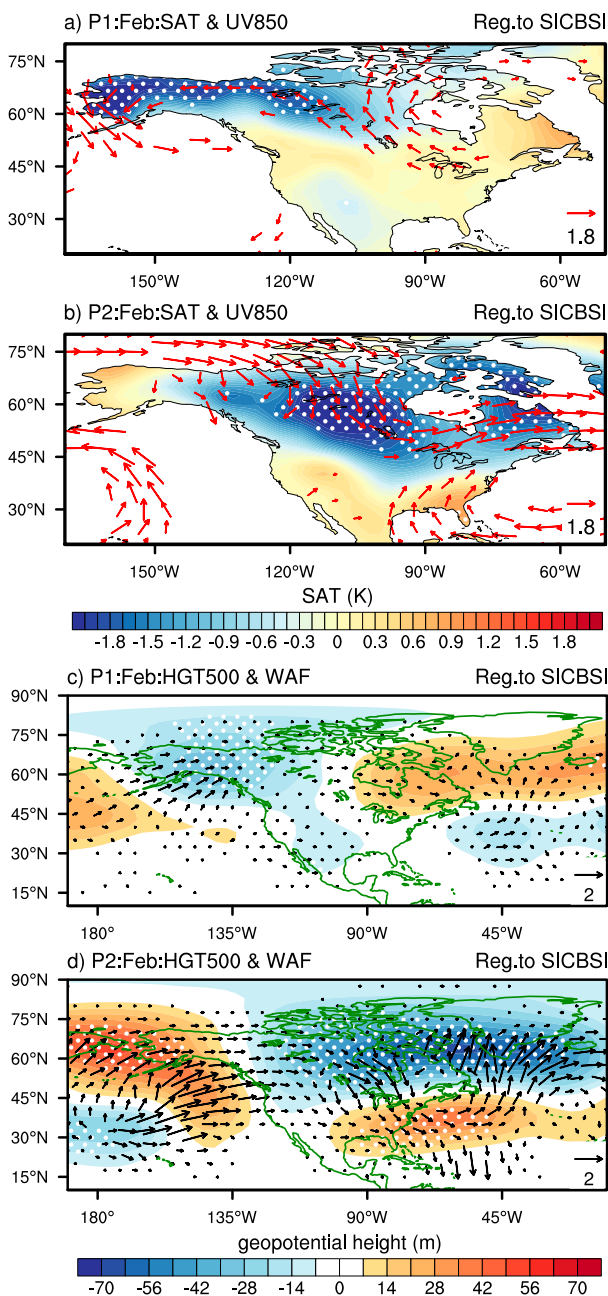 a) P1:Feb:SAT & UV850 Reg.to SICBSI
75°N
60°N
45°N
30°N
1.8
150°W 120°W 90°W 60°W
b) P2:Feb:SAT & UV850 Reg.to SICBSI
75°N
60°N
45°N
30°N
1.8
150°W 120°W 90°W 60°W
SAT (K)
-1.8 -1.5 -1.2 -0.9 -0.6 -0.3 0 0.3 0.6 0.9 1.2 1.5 1.8
c) P1:Feb:HGT500 & WAF Reg.to SICBSI
90°N
75°N
60°N
45°N
30°N
15°N
2
180° 135°W 90°W 45°W
d) P2:Feb:HGT500 & WAF Reg.to SICBSI
90°N
75°N
60°N
45°N
30°N
15°N
2
180° 135°W 90°W 45°W
geopotential height (m)
-70 -56 -42 -28 -14 0 14 28 42 56 70